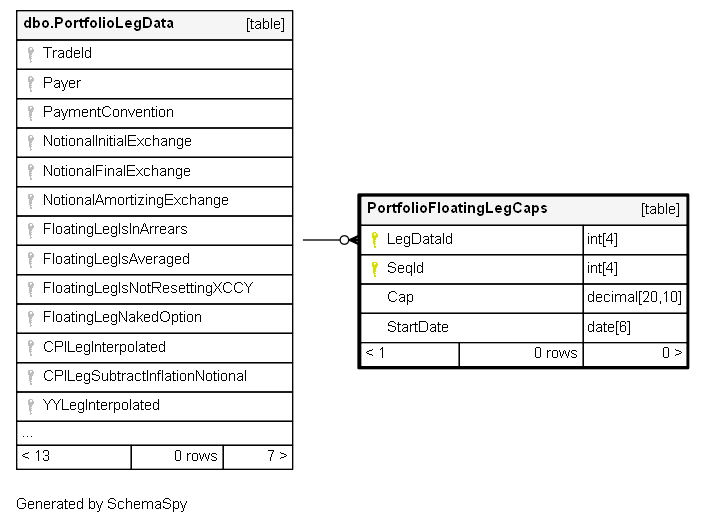 dbo.PortfolioLegData [table]
TradeId
Payer
PaymentConvention
NotionalInitialExchange
NotionalFinalExchange
NotionalAmortizingExchange
FloatingLegIsInArrears
FloatingLegIsAveraged
FloatingLegIsNotResettingXCCY
FloatingLegNakedOption
CPILegInterpolated
CPILegSubtractInflationNotional
YYLegInterpolated
...
< 13 0 rows 7 >
PortfolioFloatingLegCaps [table]
LegDataId int[4]
SeqId int[4]
Cap decimal[20,10]
StartDate date[6]
< 1 0 rows 0 >
Generated by SchemaSpy